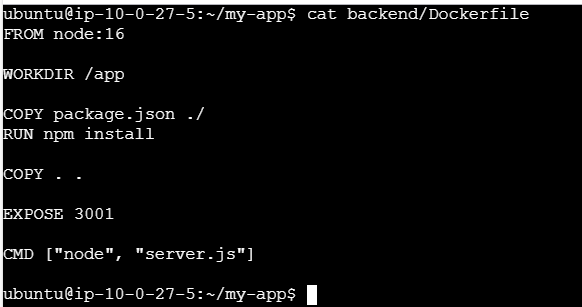 ubuntu@ip-10-0-27-5:~/my-app$ cat backend/Dockerfile
FROM node:16
WORKDIR /app
COPY package.json ./
RUN npm install
COPY . .
EXPOSE 3001
CMD ["node", "server.js"]
ubuntu@ip-10-0-27-5:~/my-app$